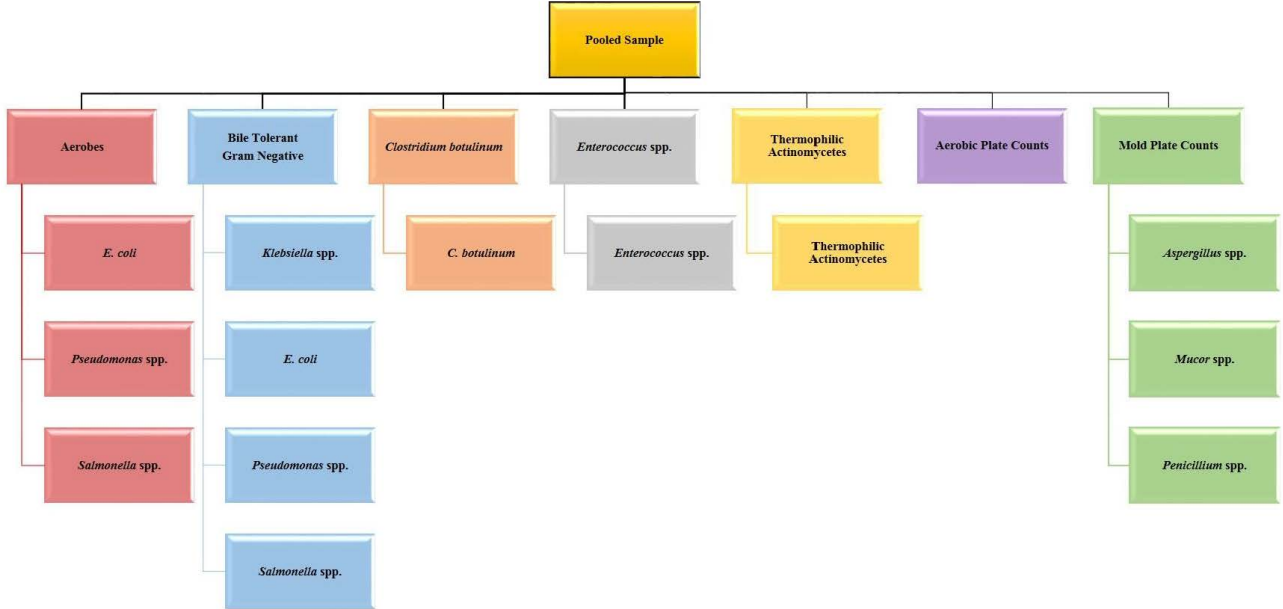 Pooled Sample
Aerobes
Bile Tolerant
Gram Negative
Clostridium botulinum
Enterococcus spp.
Thermophilic
Actinomycetes
Aerobic Plate Counts
Mold Plate Counts
E. coli
Klebsiella spp.
C. botulinum
Enterococcus spp.
Thermophilic
Actinomycetes
Aspergillus spp.
Pseudomonas spp.
E. coli
Mucor spp.
Salmonella spp.
Pseudomonas spp.
Penicillium spp.
Salmonella spp.